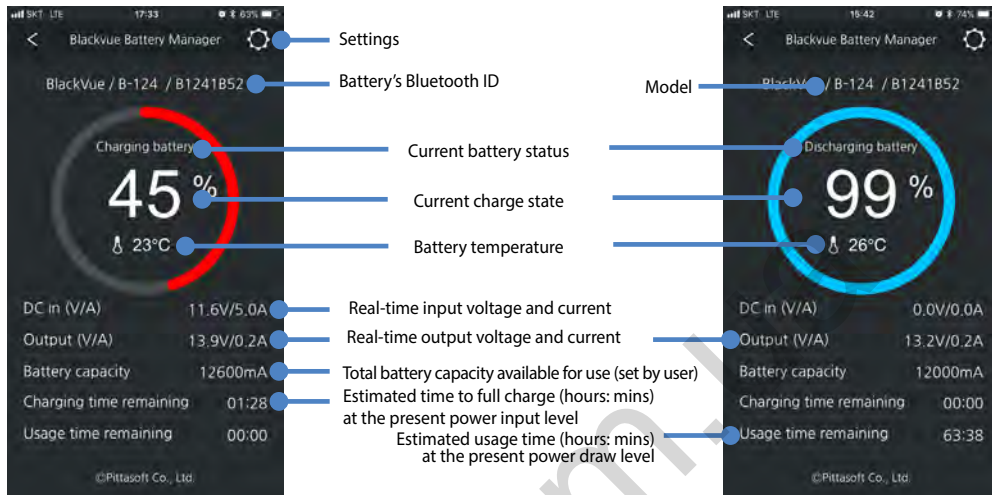 SKT LTE 17:33 63%
Blackvue Battery Manager
BlackVue / B-124 / B1241B52
Charging battery
45 %
23°C
DC in (V/A) 11.6V/5.0A
Output (V/A) 13.9V/0.2A
Battery capacity 12600mA
Charging time remaining 01:28
Usage time remaining 00:00
©Pittasoft Co., Ltd.
Settings
Battery's Bluetooth ID
Model
Current battery status
Current charge state
Battery temperature
Real-time input voltage and current
Real-time output voltage and current
Total battery capacity available for use (set by user)
Estimated time to full charge (hours: mins)
at the present power input level
Estimated usage time (hours: mins)
at the present power draw level
SKT LTE 15:42 74%
Blackvue Battery Manager
BlackVue / B-124 / B1241B52
Discharging battery
99 %
26°C
DC in (V/A) 0.0V/0.0A
Output (V/A) 13.2V/0.2A
Battery capacity 12000mA
Charging time remaining 00:00
Usage time remaining 63:38
©Pittasoft Co., Ltd.